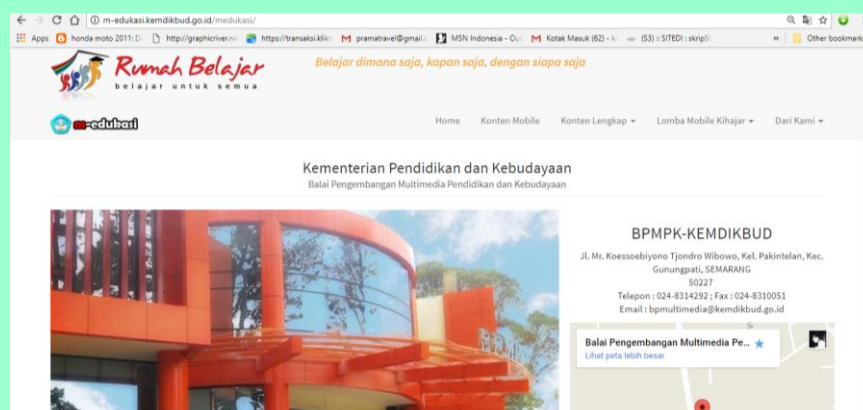 m-edukasi.kemdikbud.go.id/medukasi/
Apps honda moto 2011: D http://graphicriver.ne https://transaksi.klik pramatravel@gmail.c MSN Indonesia - Out Kotak Masuk (62) - k (53) :: SITEDI : skripSi » Other bookmark
Rumah Belajar
belajar untuk semua
Belajar dimana saja, kapan saja, dengan siapa saja
m-edukasi
Home Konten Mobile Konten Lengkap Lomba Mobile Kihajar Dari Kami
Kementerian Pendidikan dan Kebudayaan
Balai Pengembangan Multimedia Pendidikan dan Kebudayaan
BPMPK-KEMDIKBUD
Jl. Mr. Koessoebiyono Tjondro Wibowo, Kel. Pakintelan, Kec.
Gunungpati, SEMARANG
50227
Telepon : 024-8314292 ; Fax : 024-8310051
Email : bpmultimedia@kemdikbud.go.id
Balai Pengembangan Multimedia Pe...
Lihat peta lebih besar